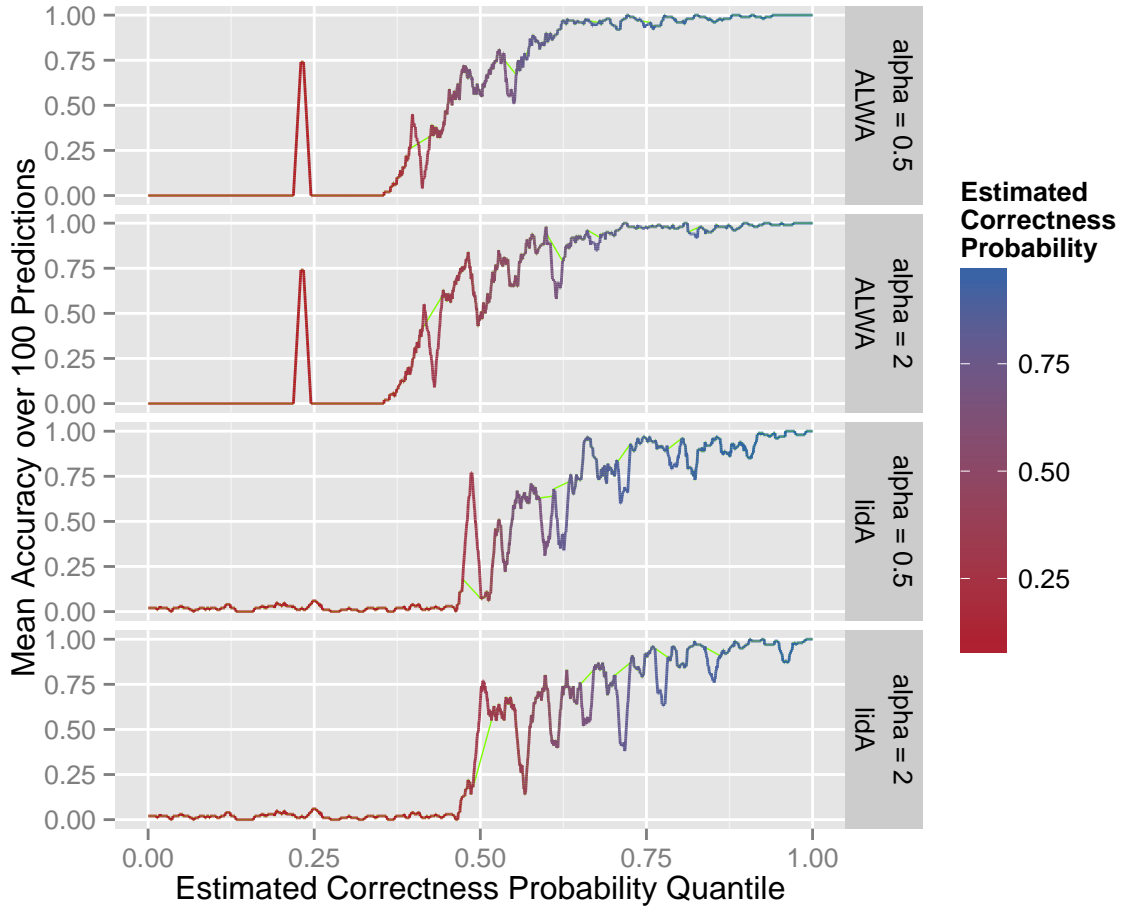 Mean Accuracy over 100 Predictions
1.00
0.75
0.50
0.25
0.00
alpha = 0.5
ALWA
1.00
0.75
0.50
0.25
0.00
alpha = 2
ALWA
1.00
0.75
0.50
0.25
0.00
alpha = 0.5
IidA
1.00
0.75
0.50
0.25
0.00
alpha = 2
IidA
0.00 0.25 0.50 0.75 1.00
Estimated Correctness Probability Quantile
Estimated
Correctness
Probability
0.75
0.50
0.25